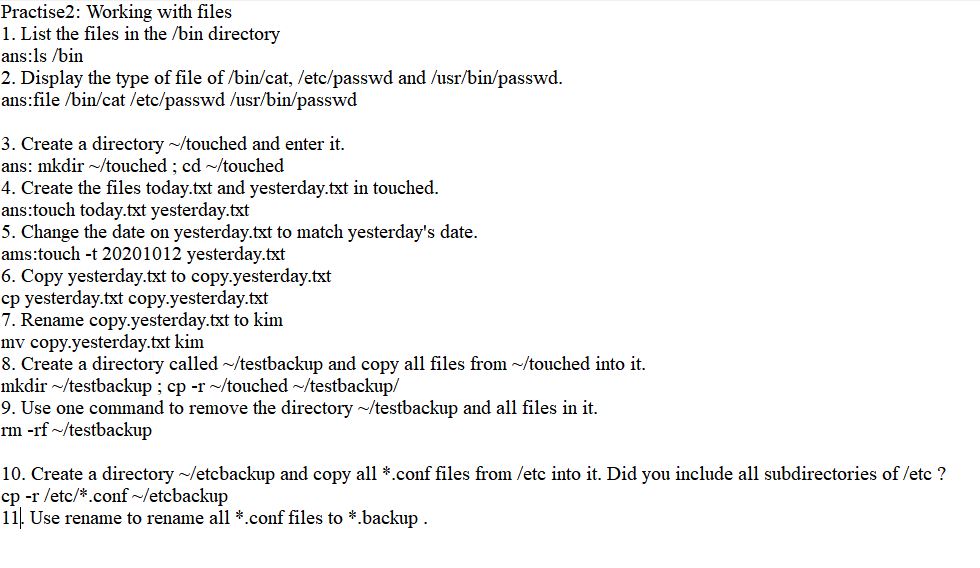 Practise2: Working with files
1. List the files in the /bin directory
ans:ls /bin
2. Display the type of file of /bin/cat, /etc/passwd and /usr/bin/passwd.
ans:file /bin/cat /etc/passwd /usr/bin/passwd
3. Create a directory ~/touched and enter it.
ans: mkdir ~/touched ; cd ~/touched
4. Create the files today.txt and yesterday.txt in touched.
ans:touch today.txt yesterday.txt
5. Change the date on yesterday.txt to match yesterday's date.
ams:touch -t 20201012 yesterday.txt
6. Copy yesterday.txt to copy.yesterday.txt
cp yesterday.txt copy.yesterday.txt
7. Rename copy.yesterday.txt to kim
mv copy.yesterday.txt kim
8. Create a directory called ~/testbackup and copy all files from ~/touched into it.
mkdir ~/testbackup ; cp -r ~/touched ~/testbackup/
9. Use one command to remove the directory ~/testbackup and all files in it.
rm -rf ~/testbackup
10. Create a directory ~/etcbackup and copy all *.conf files from /etc into it. Did you include all subdirectories of /etc ?
cp -r /etc/*.conf ~/etcbackup
11. Use rename to rename all *.conf files to *.backup .